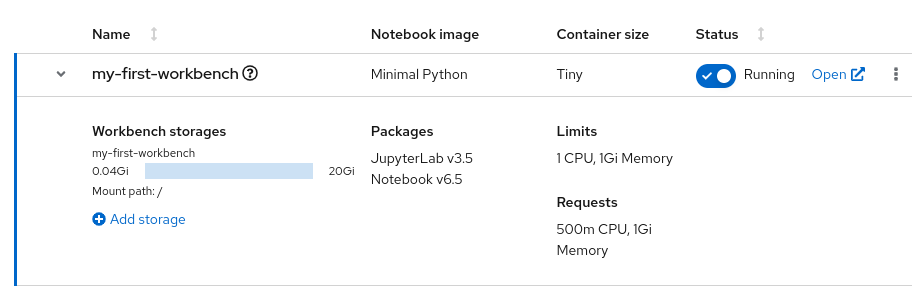 Name Notebook image Container size Status
my-first-workbench Minimal Python Tiny Running Open
Workbench storages Packages Limits
my-first-workbench
JupyterLab v3.5 1 CPU, 1Gi Memory
0.04Gi 20Gi
Notebook v6.5
Mount path: /
Requests
Add storage
500m CPU, 1Gi
Memory